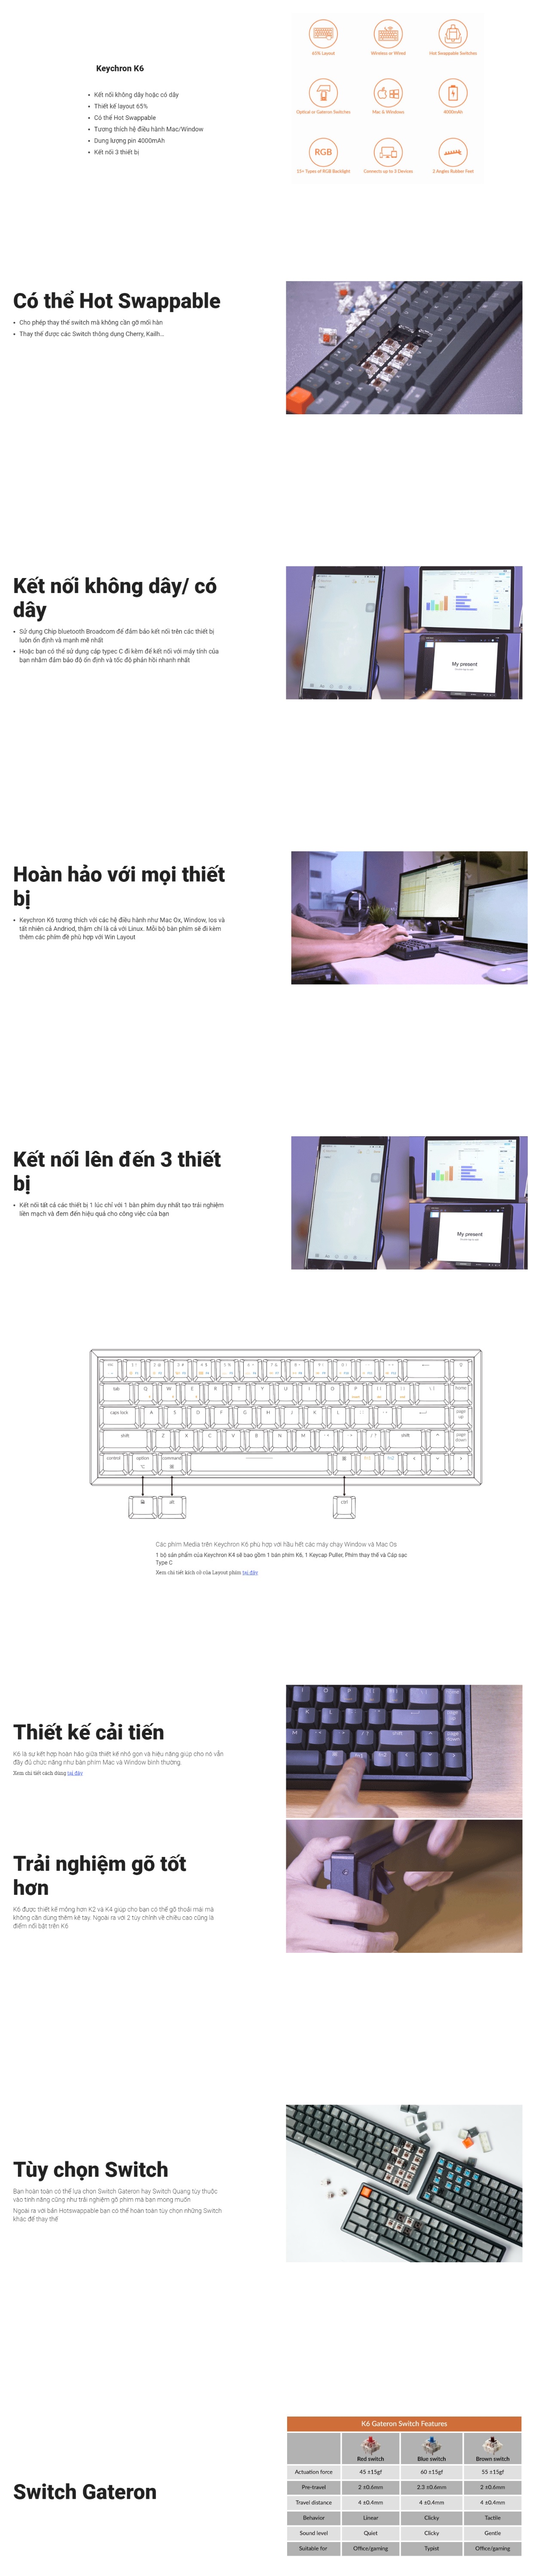 Keychron K6
Kết nối không dây hoặc có dây
Thiết kế layout 65%
Có thể Hot Swappable
Tương thích hệ điều hành Mac/Window
Dung lượng pin 4000mAh
Kết nối 3 thiết bị
65% Layout
Wireless or Wired
Hot Swappable Switches
Optical or Gateron Switches
Mac & Windows
4000mAh
RGB
15+ Types of RGB Backlight
Connects up to 3 Devices
2 Angles Rubber Feet
Có thể Hot Swappable
Cho phép thay thế switch mà không cần gỡ mối hàn
Thay thế được các Switch thông dụng Cherry, Kailh...
Kết nối không dây/ có
dây
Sử dụng Chip bluetooth Broadcom để đảm bảo kết nối trên các thiết bị
luôn ổn định và mạnh mẽ nhất
Hoặc bạn có thể sử dụng cáp typec C đi kèm để kết nối với máy tính của
bạn nhằm đảm bảo độ ổn định và tốc độ phản hồi nhanh nhất
My present
Hoàn hảo với mọi thiết
bị
Keychron K6 tương thích với các hệ điều hành như Mac Ox, Window, Ios và
tất nhiên cả Andriod, thậm chí là cả với Linux. Mỗi bộ bàn phím sẽ đi kèm
thêm các phím để phù hợp với Win Layout
Kết nối lên đến 3 thiết
bị
Kết nối tất cả các thiết bị 1 lúc chỉ với 1 bàn phím duy nhất tạo trải nghiệm
liền mạch và đem đến hiệu quả cho công việc của bạn
My present
tab Q W E R T Y U I O P home
caps lock A S D F G H J K L page up
shift Z X C V B N M shift page down
control option command fn1 fn2
alt ctrl
Các phím Media trên Keychron K6 phù hợp với hầu hết các máy chạy Window và Mac Os
1 bộ sản phẩm của Keychron K4 sẽ bao gồm 1 bàn phím K6, 1 Keycap Puller, Phím thay thế và Cáp sạc
Type C
Xem chi tiết kích cỡ của Layout phím tại đây
Thiết kế cải tiến
K6 là sự kết hợp hoàn hảo giữa thiết kế nhỏ gọn và hiệu năng giúp cho nó vẫn
đầy đủ chức năng như bàn phím Mac và Window bình thường.
Xem chi tiết cách dùng tại đây
Trải nghiệm gõ tốt
hơn
K6 được thiết kế mỏng hơn K2 và K4 giúp cho bạn có thể gõ thoải mái mà
không cần dùng thêm kê tay. Ngoài ra với 2 tùy chỉnh về chiều cao cũng là
điểm nổi bật trên K6
Tùy chọn Switch
Bạn hoàn toàn có thể lựa chọn Switch Gateron hay Switch Quang tùy thuộc
vào tính năng cũng như trải nghiệm gõ phím mà bạn mong muốn
Ngoài ra với bản Hotswappable bạn có thể hoàn toàn tùy chọn những Switch
khác để thay thế
Switch Gateron
K6 Gateron Switch Features
Red switch Blue switch Brown switch
Actuation force 45 ±15gf 60 ±15gf 55 ±15gf
Pre-travel 2 ±0.6mm 2.3 ±0.6mm 2 ±0.6mm
Travel distance 4 ±0.4mm 4 ±0.4mm 4 ±0.4mm
Behavior Linear Clicky Tactile
Sound level Quiet Clicky Gentle
Suitable for Office/gaming Typist Office/gaming